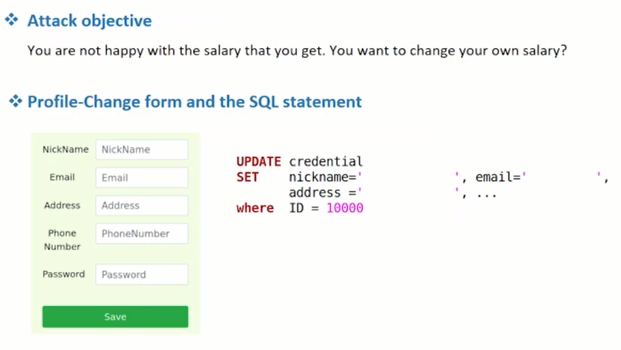 ❖ Attack objective
You are not happy with the salary that you get. You want to change your own salary?
❖ Profile-Change form and the SQL statement
NickName NickName
Email Email
Address Address
Phone Number PhoneNumber
Password Password
Save
UPDATE credential
SET nickname=' ', email=' ',
address =' ', ...
where ID = 10000